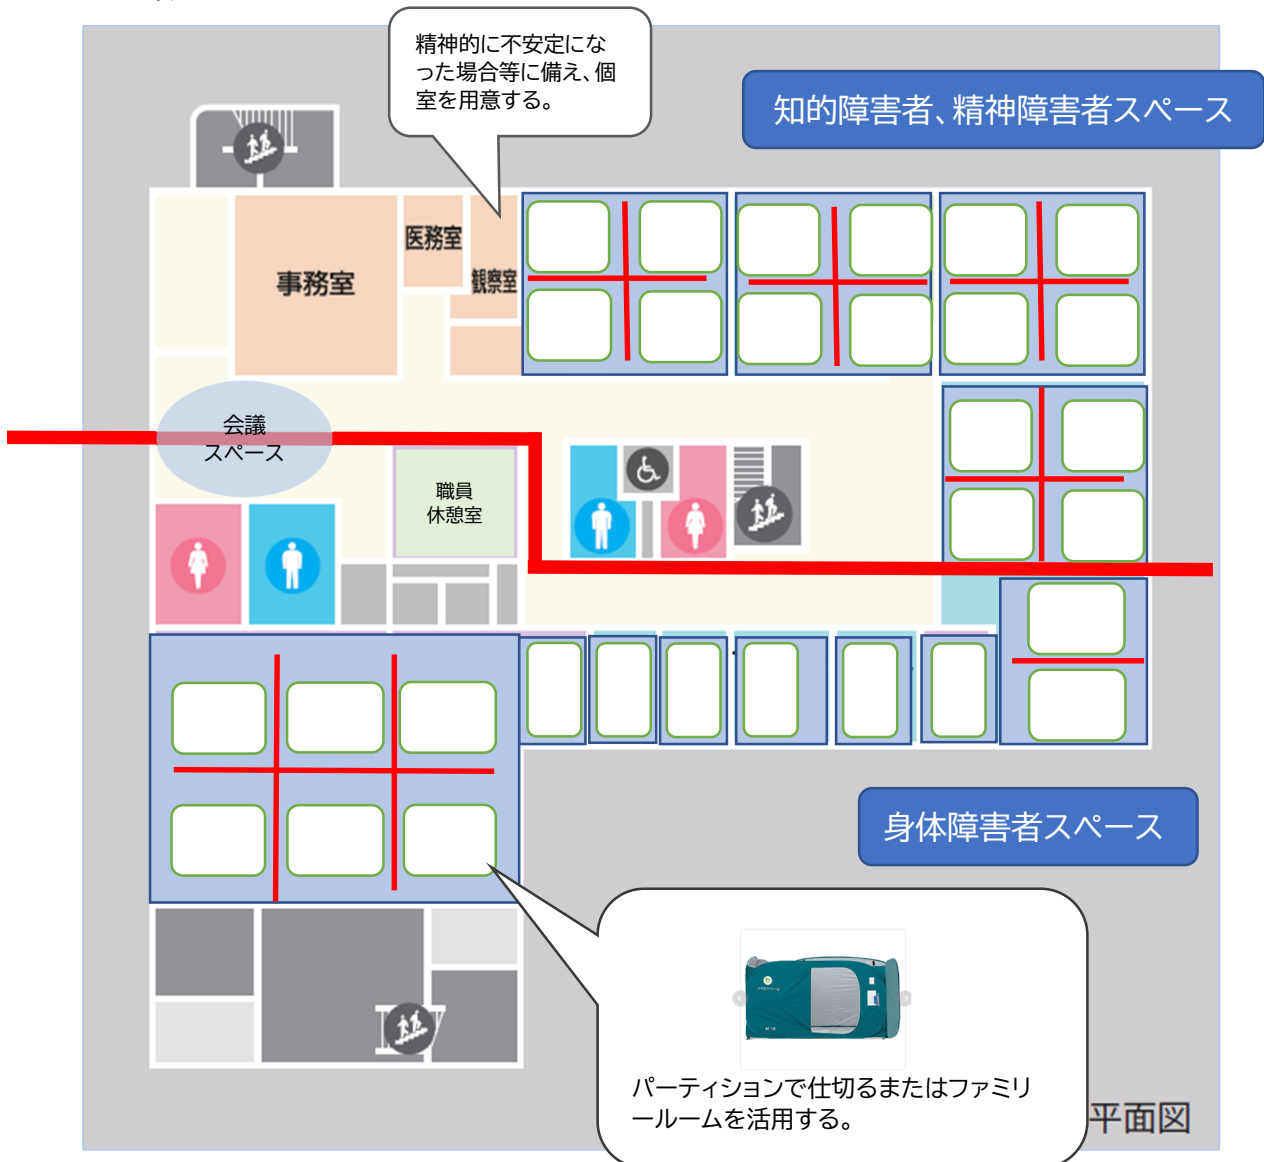 精神的に不安定にな
った場合等に備え、個
室を用意する。
知的障害者、精神障害者スペース
医務室
事務室
観察室
会議
スペース
職員
休憩室
身体障害者スペース
パーティションで仕切るまたはファミリ
ールームを活用する。
平面図